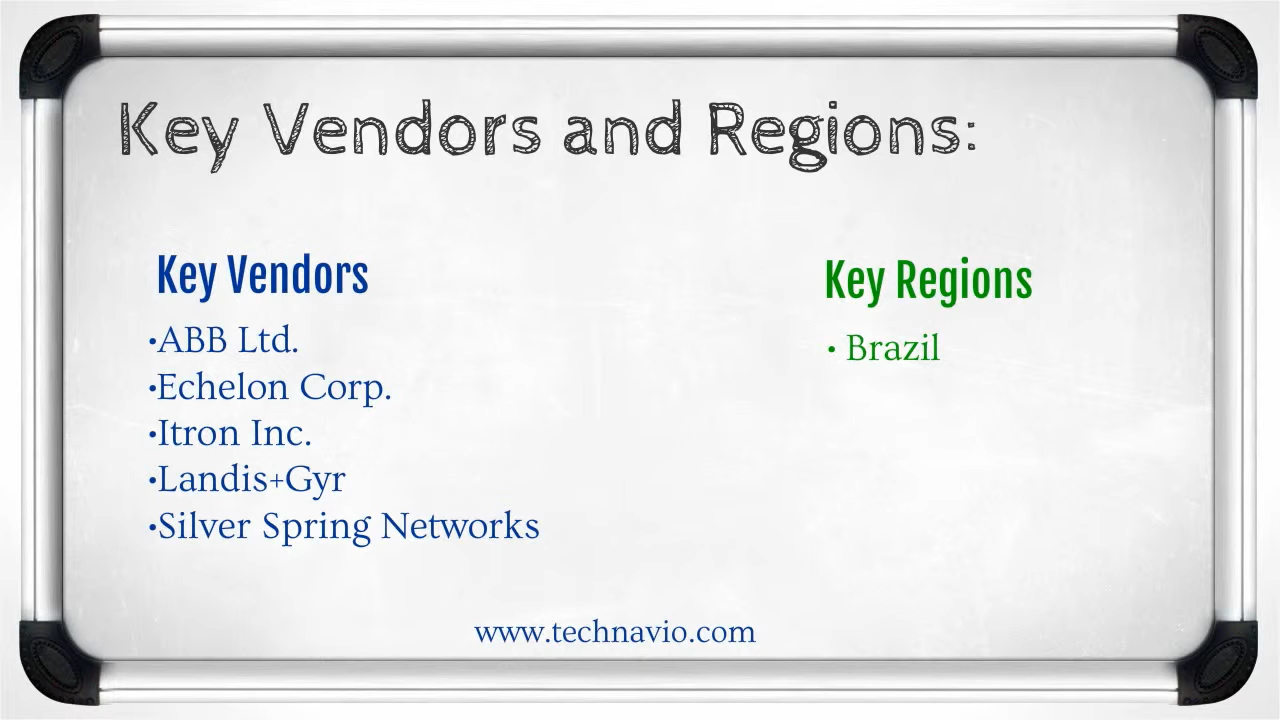 Key Vendors and Regions:
Key Vendors
•ABB Ltd.
•Echelon Corp.
•Itron Inc.
•Landis+Gyr
•Silver Spring Networks
Key Regions
• Brazil
www.technavio.com